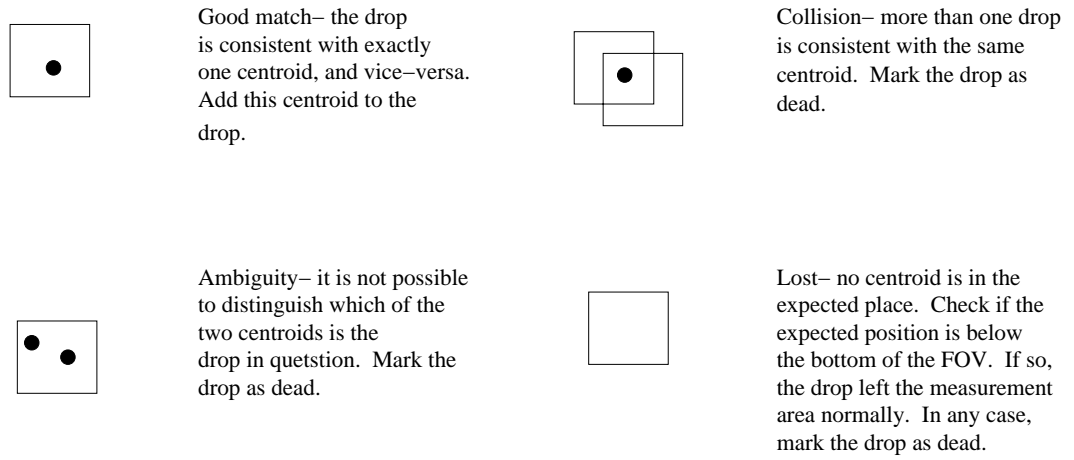 Good match− the drop
is consistent with exactly
one centroid, and vice−versa.
Add this centroid to the
drop.
Collision− more than one drop
is consistent with the same
centroid. Mark the drop as
dead.
Ambiguity− it is not possible
to distinguish which of the
two centroids is the
drop in quetstion. Mark the
drop as dead.
Lost− no centroid is in the
expected place. Check if the
expected position is below
the bottom of the FOV. If so,
the drop left the measurement
area normally. In any case,
mark the drop as dead.